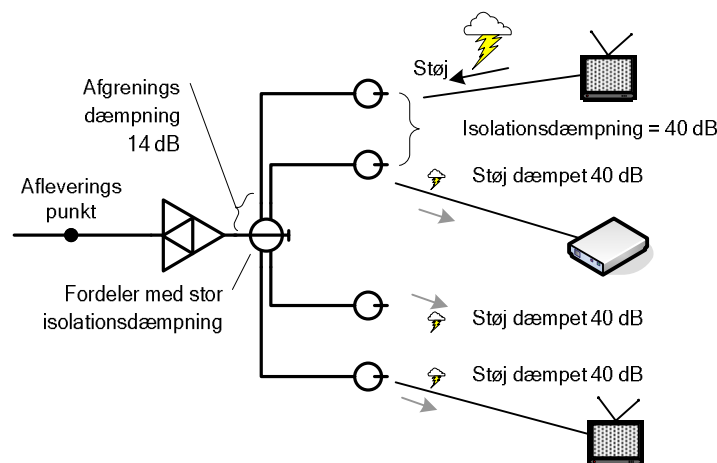 Støj
Afgrenings
dæmpning
14 dB
Isolationsdæmpning = 40 dB
Støj dæmpet 40 dB
Afleverings
punkt
Fordeler med stor
isolationsdæmpning
Støj dæmpet 40 dB
Støj dæmpet 40 dB